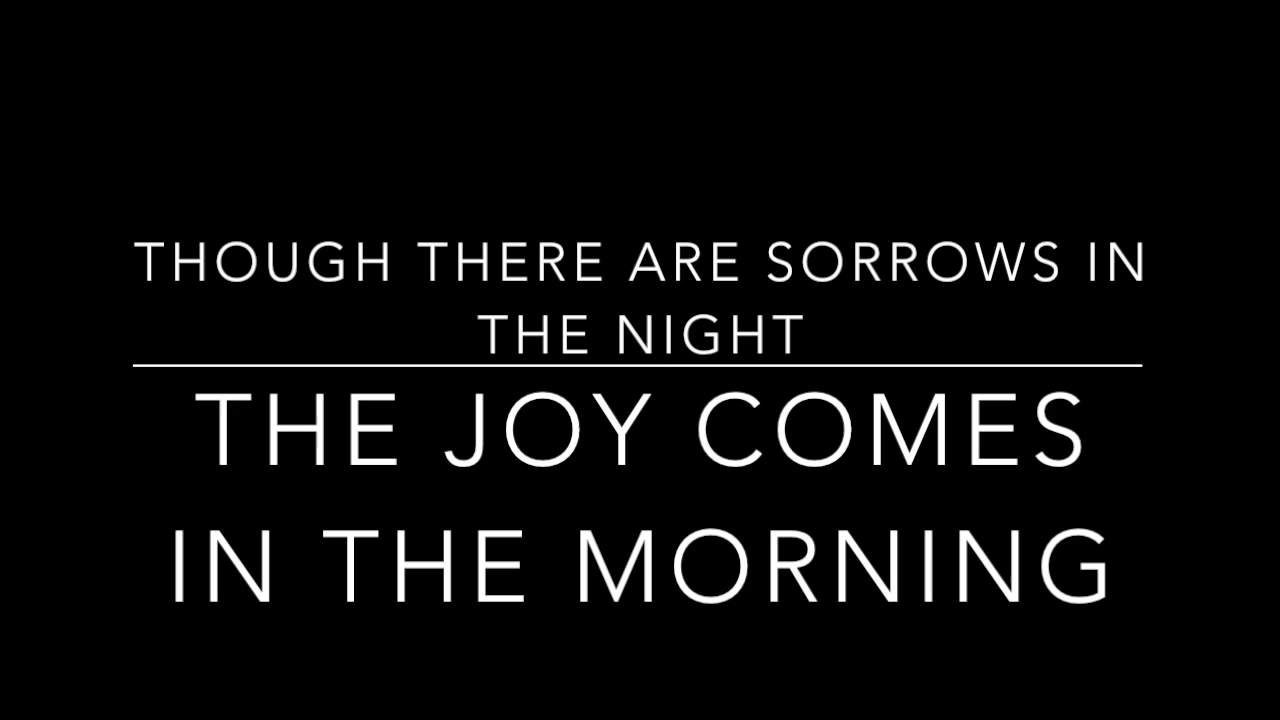 THOUGH THERE ARE SORROWS IN
THE NIGHT
THE JOY COMES
IN THE MORNING